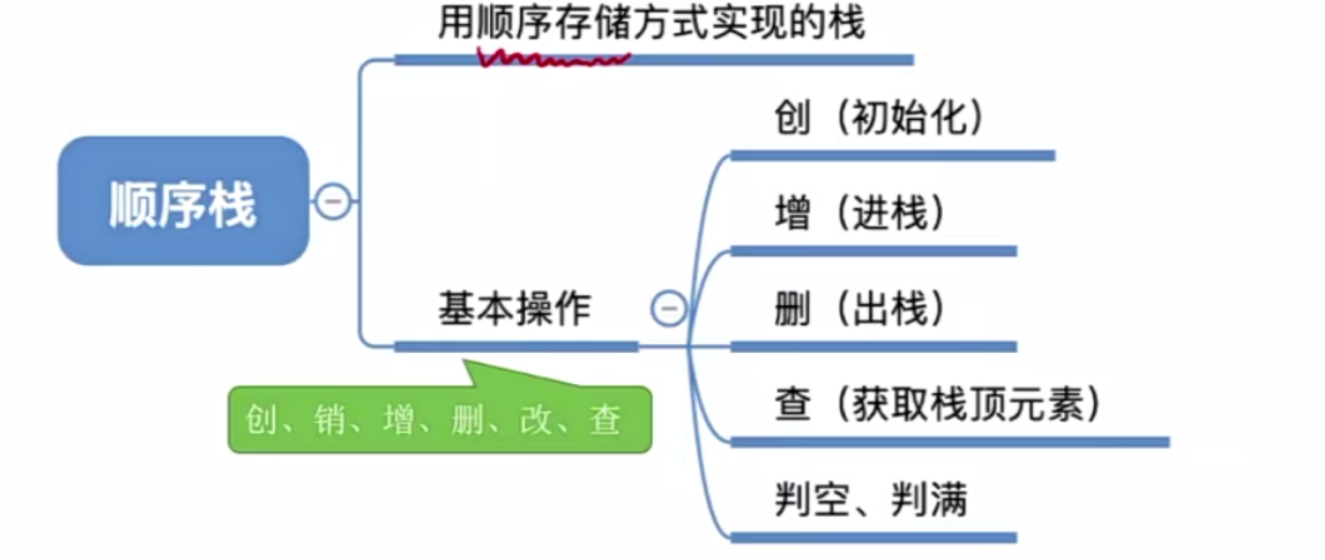 用顺序存储方式实现的栈
创（初始化）
增（进栈）
顺序栈
删（出栈）
基本操作
查（获取栈顶元素）
创、销、增、删、改、查
判空、判满